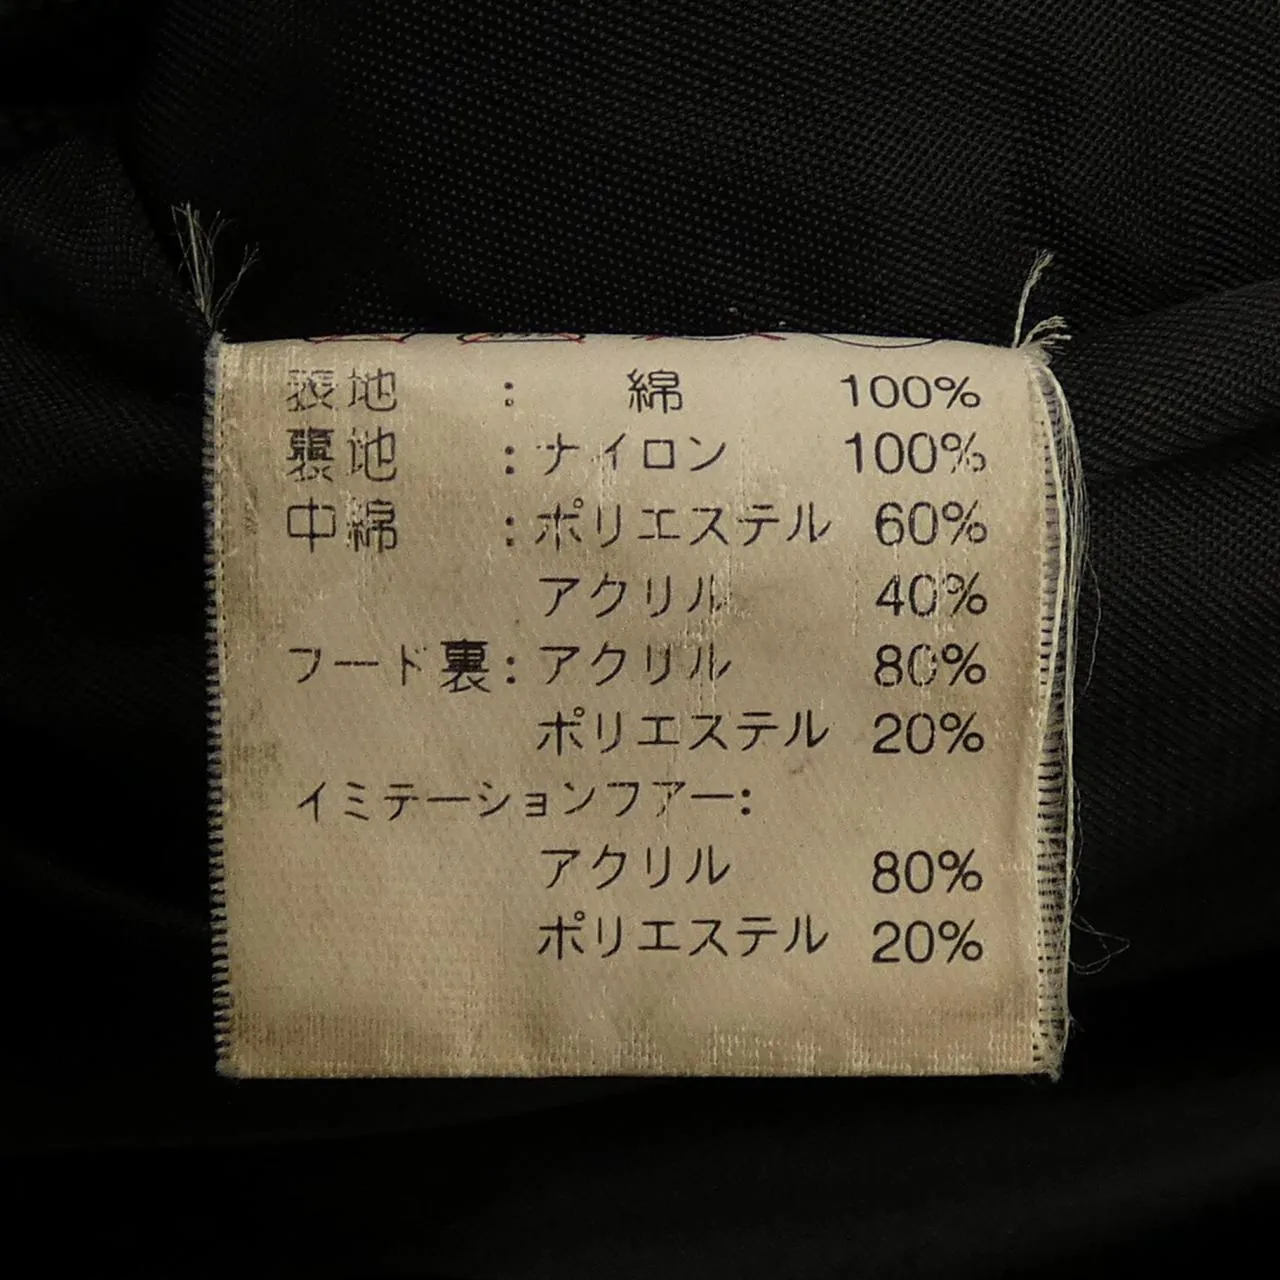 表地 : 綿 100%
裏地 : ナイロン 100%
中綿 : ポリエステル 60%
アクリル 40%
フード裏 : アクリル 80%
ポリエステル 20%
イミテーションフアー:
アクリル 80%
ポリエステル 20%